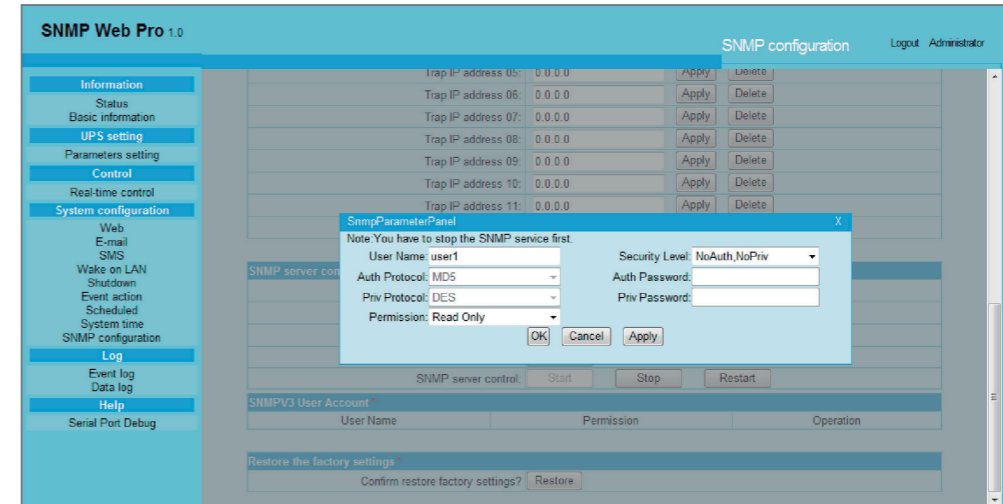 SNMP Web Pro 1.0
SNMP configuration
Logout Administrator
Information
Status
Basic information
UPS setting
Parameters setting
Control
Real-time control
System configuration
Web
E-mail
SMS
Wake on LAN
Shutdown
Event action
Scheduled
System time
SNMP configuration
Log
Event log
Data log
Help
Serial Port Debug
Trap IP address 05: 0.0.0.0 Apply Delete
Trap IP address 06: 0.0.0.0 Apply Delete
Trap IP address 07: 0.0.0.0 Apply Delete
Trap IP address 08: 0.0.0.0 Apply Delete
Trap IP address 09: 0.0.0.0 Apply Delete
Trap IP address 10: 0.0.0.0 Apply Delete
Trap IP address 11: 0.0.0.0 Apply Delete
SnmpParameterPanel X
Note:You have to stop the SNMP service first.
User Name: user1 Security Level: NoAuth,NoPriv
Auth Protocol: MD5 Auth Password:
Priv Protocol: DES Priv Password:
Permission: Read Only
OK Cancel Apply
SNMP server con
SNMP server control: Start Stop Restart
SNMPV3 User Account *
User Name Permission Operation
Restore the factory settings *
Confirm restore factory settings? Restore